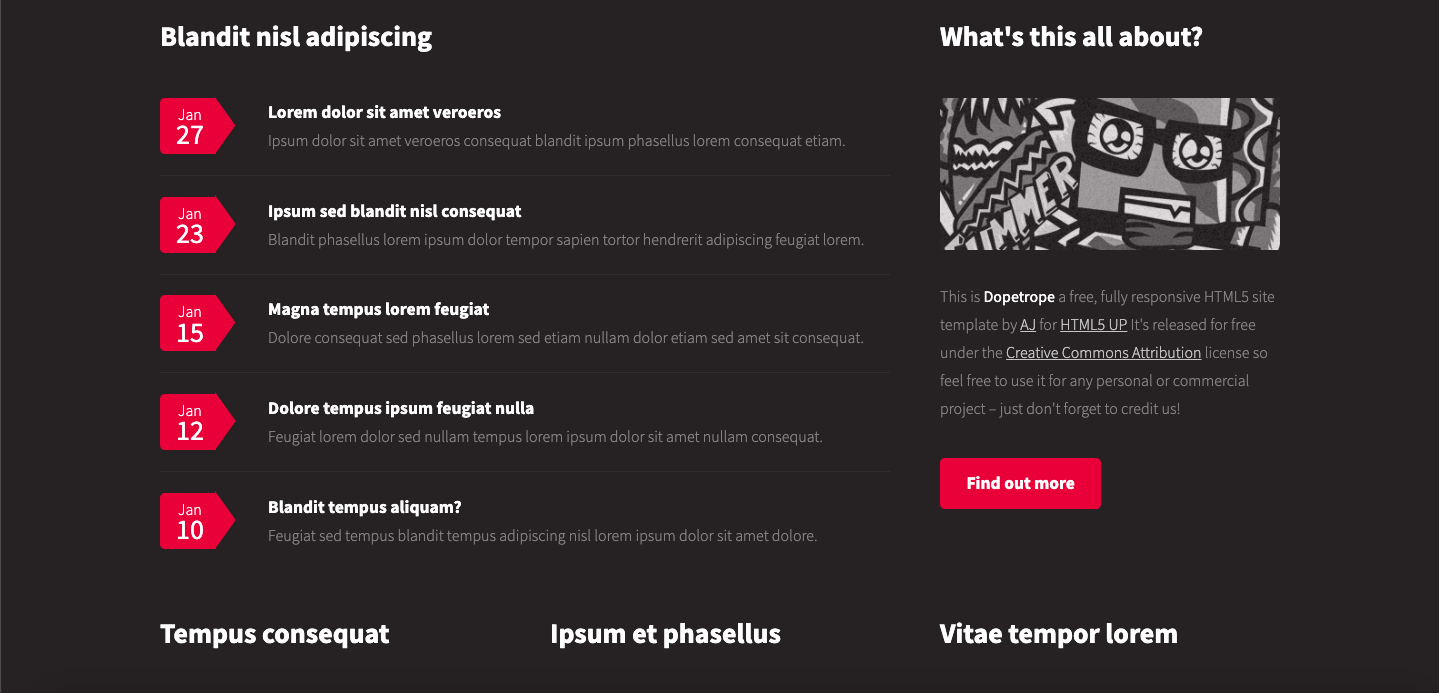 Blandit nisl adipiscing
Jan
27
Lorem dolor sit amet veroeros
Ipsum dolor sit amet veroeros consequat blandit ipsum phasellus lorem consequat etiam.
Jan
23
Ipsum sed blandit nisl consequat
Blandit phasellus lorem ipsum dolor tempor sapien tortor hendrerit adipiscing feugiat lorem.
Jan
15
Magna tempus lorem feugiat
Dolore consequat sed phasellus lorem sed etiam nullam dolor etiam sed amet sit consequat.
Jan
12
Dolore tempus ipsum feugiat nulla
Feugiat lorem dolor sed nullam tempus lorem ipsum dolor sit amet nullam consequat.
Jan
10
Blandit tempus aliquam?
Feugiat sed tempus blandit tempus adipiscing nisl lorem ipsum dolor sit amet dolore.
What's this all about?
TIMMER
This is Dopetrope a free, fully responsive HTML5 site
template by AJ for HTML5 UP It's released for free
under the Creative Commons Attribution license so
feel free to use it for any personal or commercial
project – just don't forget to credit us!
Find out more
Tempus consequat
Ipsum et phasellus
Vitae tempor lorem